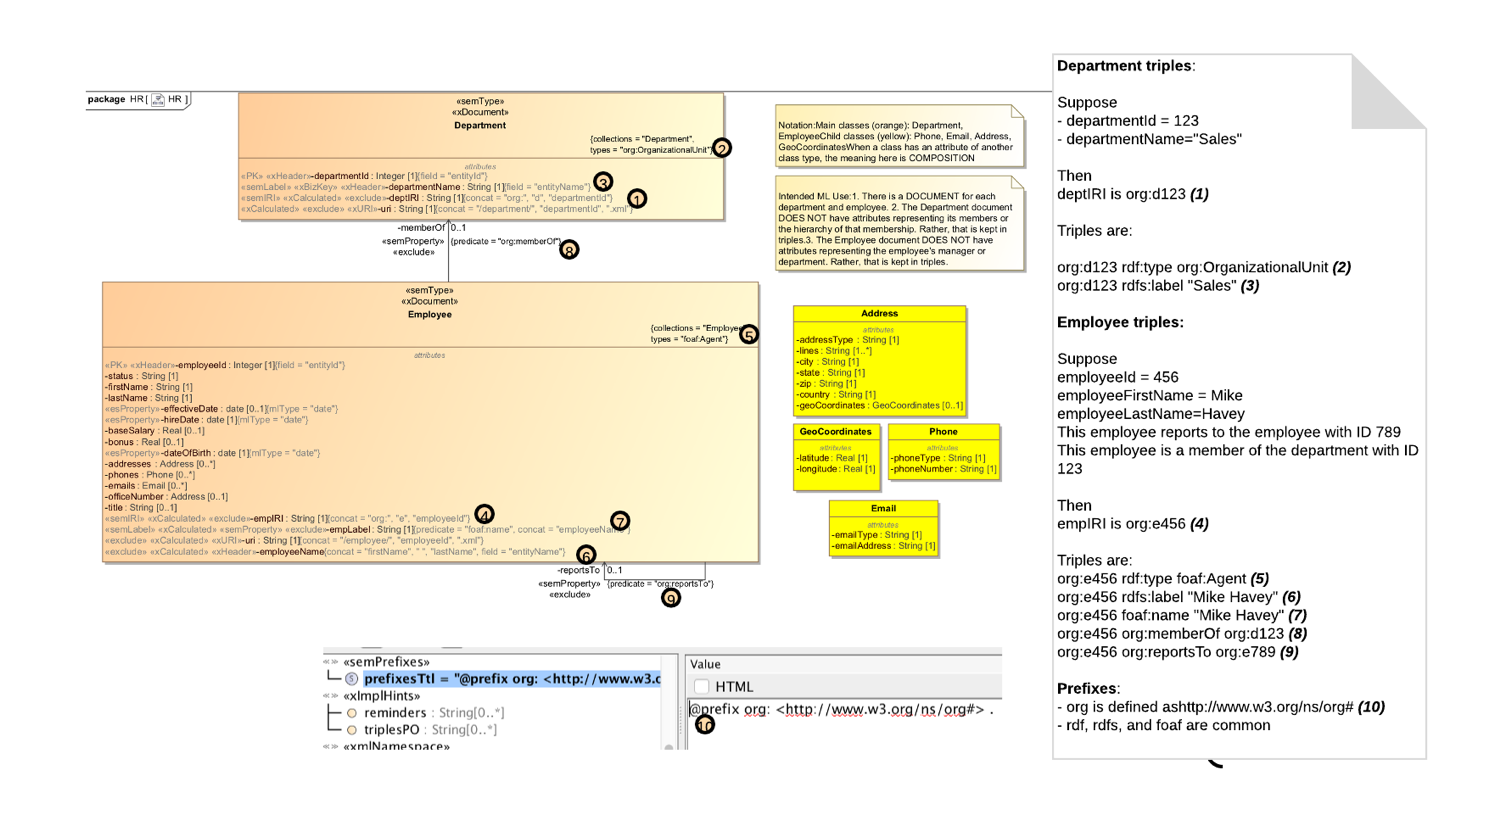 package HR[ HR ]
«semType»
«xDocument»
Department
{collections = "Department",
types = "org:OrganizationalUnit"}
2
attributes
«PK» «xHeader»-departmentId : Integer [1]{field = "entityId"}
«semLabel» «xBizKey» «xHeader»-departmentName : String [1]{field = "entityName"}
3
«semIRI» «xCalculated» «exclude»-deptIRI : String [1]{concat = "org:", "d", "departmentId"}
1
«xCalculated» «exclude» «xURI»-uri : String [1]{concat = "/department/", "departmentId", ".xml"}
-memberOf 0..1
«semProperty» {predicate = "org:memberOf"}
«exclude»
8
«semType»
«xDocument»
Employee
{collections = "Employee
types = "foaf:Agent"}
5
attributes
«PK» «xHeader»-employeeId : Integer [1]{field = "entityId"}
-status : String [1]
-firstName : String [1]
-lastName : String [1]
«esProperty»-effectiveDate : date [0..1]{mlType = "date"}
«esProperty»-hireDate : date [1]{mlType = "date"}
-baseSalary : Real [0..1]
-bonus : Real [0..1]
«esProperty»-dateOfBirth : date [1]{mlType = "date"}
-addresses : Address [0..*]
-phones : Phone [0..*]
-emails : Email [0..*]
-officeNumber : Address [0..1]
-title : String [0..1]
«semIRI» «xCalculated» «exclude»-empIRI : String [1]{concat = "org:", "e", "employeeId"}
4
«semLabel» «xCalculated» «semProperty» «exclude»-empLabel : String [1]{predicate = "foaf:name", concat = "employeeName
7
«exclude» «xCalculated» «xURI»-uri : String [1]{concat = "/employee/", "employeeId", ".xml"}
«exclude» «xCalculated» «xHeader»-employeeName{concat = "firstName", " ", "lastName", field = "entityName"}
6
-reportsTo 0..1
«semProperty» {predicate = "org:reportsTo"}
«exclude»
9
Notation:Main classes (orange): Department,
EmployeeChild classes (yellow): Phone, Email, Address,
GeoCoordinatesWhen a class has an attribute of another
class type, the meaning here is COMPOSITION
Intended ML Use:1. There is a DOCUMENT for each
department and employee. 2. The Department document
DOES NOT have attributes representing its members or
the hierarchy of that membership. Rather, that is kept in
triples.3. The Employee document DOES NOT have
attributes representing the employee's manager or
department. Rather, that is kept in triples.
Address
attributes
-addressType : String [1]
-lines : String [1..*]
-city : String [1]
-state : String [1]
-zip : String [1]
-country : String [1]
-geoCoordinates : GeoCoordinates [0..1]
GeoCoordinates
attributes
-latitude : Real [1]
-longitude : Real [1]
Phone
attributes
-phoneType : String [1]
-phoneNumber : String [1]
Email
attributes
-emailType : String [1]
-emailAddress : String [1]
«semPrefixes»
prefixesTtl = "@prefix org: <http://www.w3.o
«xImplHints»
reminders : String[0..*]
triplesPO : String[0..*]
«xmlNamespace»
Value
HTML
@prefix org: <http://www.w3.org/ns/org#> .
10
Department triples:
Suppose
- departmentId = 123
- departmentName="Sales"
Then
deptIRI is org:d123 (1)
Triples are:
org:d123 rdf:type org:OrganizationalUnit (2)
org:d123 rdfs:label "Sales" (3)
Employee triples:
Suppose
employeeId = 456
employeeFirstName = Mike
employeeLastName=Havey
This employee reports to the employee with ID 789
This employee is a member of the department with ID
123
Then
empIRI is org:e456 (4)
Triples are:
org:e456 rdf:type foaf:Agent (5)
org:e456 rdfs:label "Mike Havey" (6)
org:e456 foaf:name "Mike Havey" (7)
org:e456 org:memberOf org:d123 (8)
org:e456 org:reportsTo org:e789 (9)
Prefixes:
- org is defined ashttp://www.w3.org/ns/org# (10)
- rdf, rdfs, and foaf are common